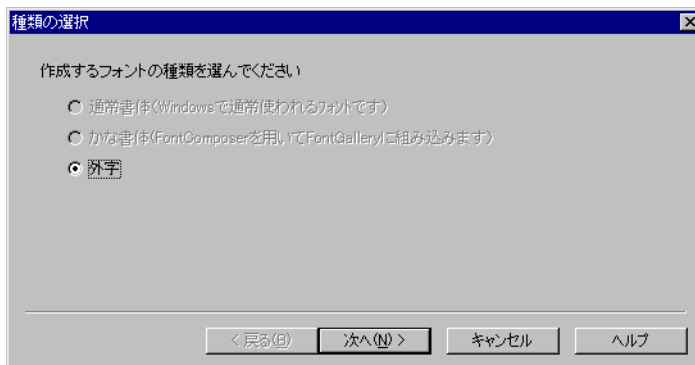 種類の選択
作成するフォントの種類を選んでください
通常書体(Windowsで通常使われるフォントです)
かな書体(FontComposerを用いてFontGalleryに組み込みます)
外字
< 戻る(B) 次へ(N) > キャンセル ヘルプ